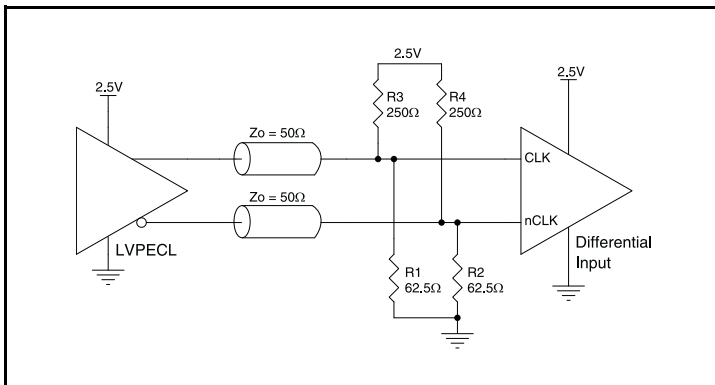 2.5V
2.5V
2.5V
R3
250Ω
R4
250Ω
Zo = 50Ω
CLK
Zo = 50Ω
nCLK
LVPECL
Differential
Input
R1
62.5Ω
R2
62.5Ω